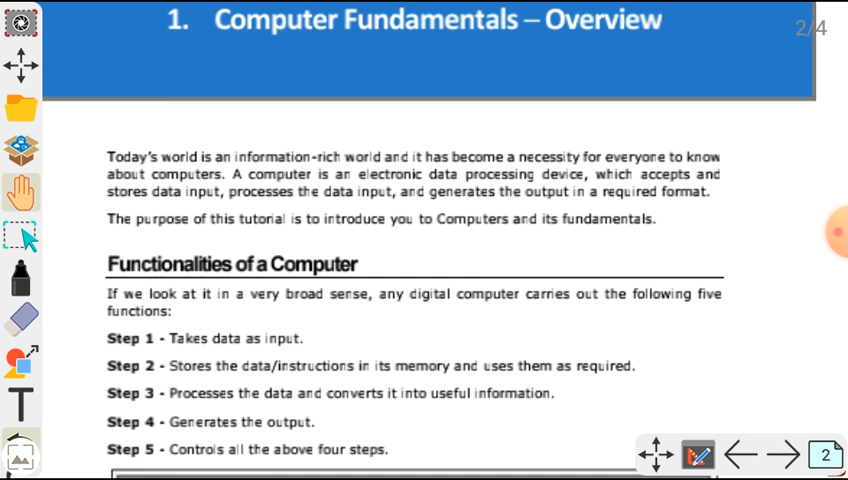 1. Computer Fundamentals – Overview
2/4
Today's world is an information-rich world and it has become a necessity for everyone to know
about computers. A computer is an electronic data processing device, which accepts and
stores data input, processes the data input, and generates the output in a required format.
The purpose of this tutorial is to introduce you to Computers and its fundamentals.
Functionalities of a Computer
If we look at it in a very broad sense, any digital computer carries out the following five
functions:
Step 1 - Takes data as input.
Step 2 - Stores the data/instructions in its memory and uses them as required.
Step 3 - Processes the data and converts it into useful information.
Step 4 - Generates the output.
Step 5 - Controls all the above four steps.
T
2